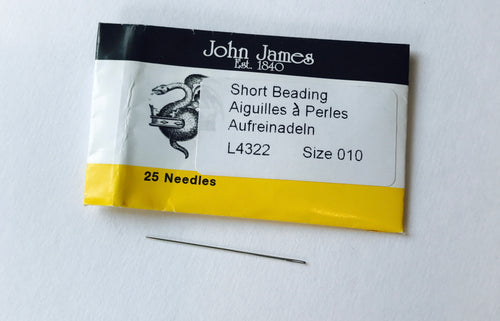 John James
Est. 1840
Short Beading
Aiguilles à Perles
Aufreinadeln
L4322 Size 010
25 Needles